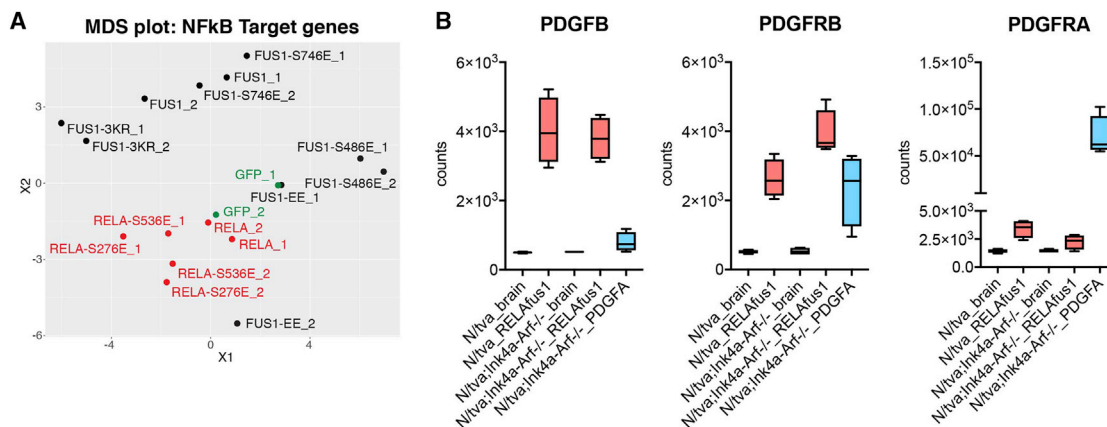 A
MDS plot: NFkB Target genes
FUS1-S746E_1
FUS1_1
FUS1-S746E_2
FUS1_2
3
FUS1-3KR_1
FUS1-3KR_2
FUS1-S486E_1
FUS1-S486E_2
GFP_1
FUS1-EE_1
X2
0
GFP_2
RELA-S536E_1
RELA_2
RELA-S276E_1
RELA_1
-3
RELA-S536E_2
RELA-S276E_2
FUS1-EE_2
-6
-4
0
4
X1
B
PDGFB
6×10³
4×10³
2×10³
0
counts
N/tva_brain
N/tva_RELAfus1
N/tva;Ink4a-Arf-/-_brain
N/tva;Ink4a-Arf-/-_RELAfus1
N/tva;Ink4a-Arf-/-_PDGFA
PDGFRB
6×10³
4×10³
2×10³
0
counts
N/tva_brain
N/tva_RELAfus1
N/tva;Ink4a-Arf-/-_brain
N/tva;Ink4a-Arf-/-_RELAfus1
N/tva;Ink4a-Arf-/-_PDGFA
PDGFRA
1.5×10⁵
1.0×10⁵
5.0×10⁴
5.0×10³
2.5×10³
0.0
counts
N/tva_brain
N/tva_RELAfus1
N/tva;Ink4a-Arf-/-_brain
N/tva;Ink4a-Arf-/-_RELAfus1
N/tva;Ink4a-Arf-/-_PDGFA